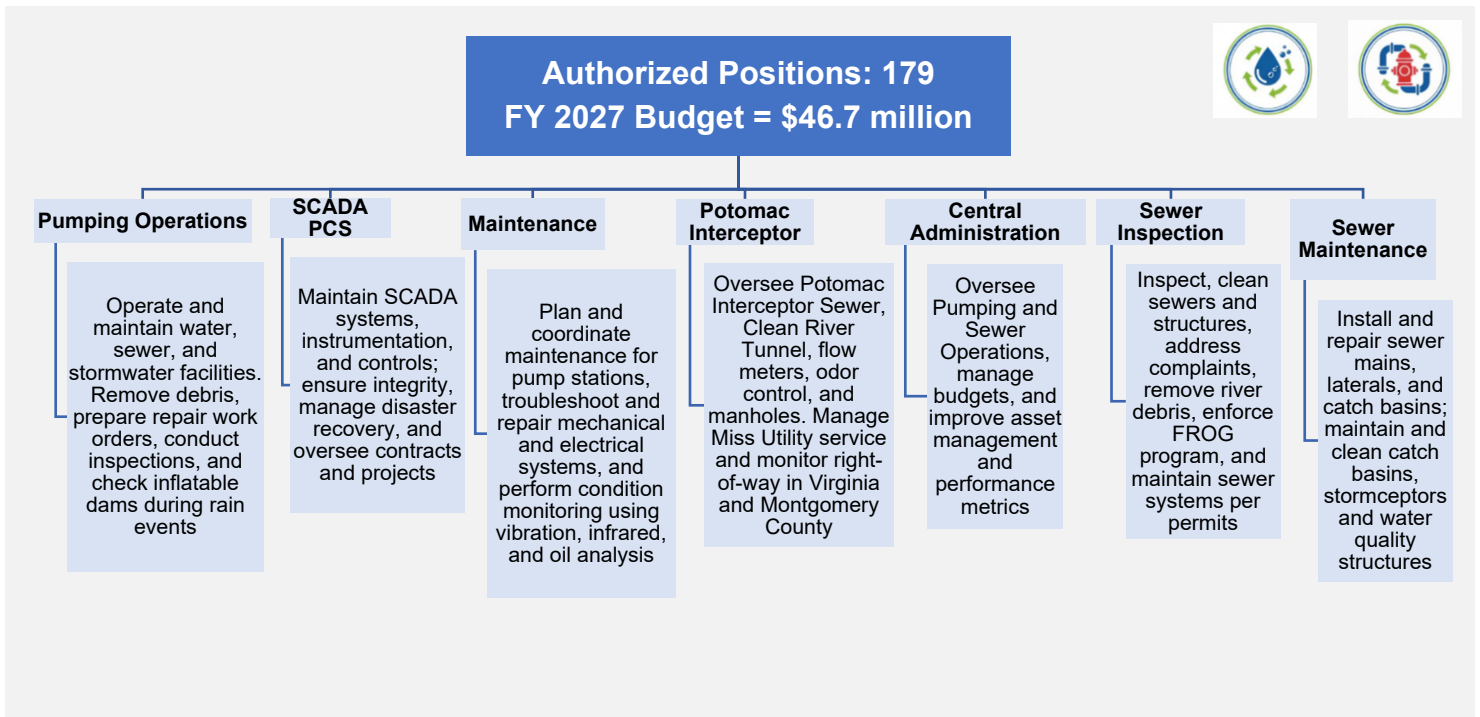 Authorized Positions: 179
FY 2027 Budget = $46.7 million
Pumping Operations
Operate and
maintain water,
sewer, and
stormwater facilities.
Remove debris,
prepare repair work
orders, conduct
inspections, and
check inflatable
dams during rain
events
SCADA
PCS
Maintain SCADA
systems,
instrumentation,
and controls;
ensure integrity,
manage disaster
recovery, and
oversee contracts
and projects
Maintenance
Plan and
coordinate
maintenance for
pump stations,
troubleshoot and
repair mechanical
and electrical
systems, and
perform condition
monitoring using
vibration, infrared,
and oil analysis
Potomac
Interceptor
Oversee Potomac
Interceptor Sewer,
Clean River
Tunnel, flow
meters, odor
control, and
manholes. Manage
Miss Utility service
and monitor right-
of-way in Virginia
and Montgomery
County
Central
Administration
Oversee
Pumping and
Sewer
Operations,
manage
budgets, and
improve asset
management
and
performance
metrics
Sewer
Inspection
Inspect, clean
sewers and
structures,
address
complaints,
remove river
debris, enforce
FROG
program, and
maintain sewer
systems per
permits
Sewer
Maintenance
Install and
repair sewer
mains,
laterals, and
catch basins;
maintain and
clean catch
basins,
stormceptors
and water
quality
structures